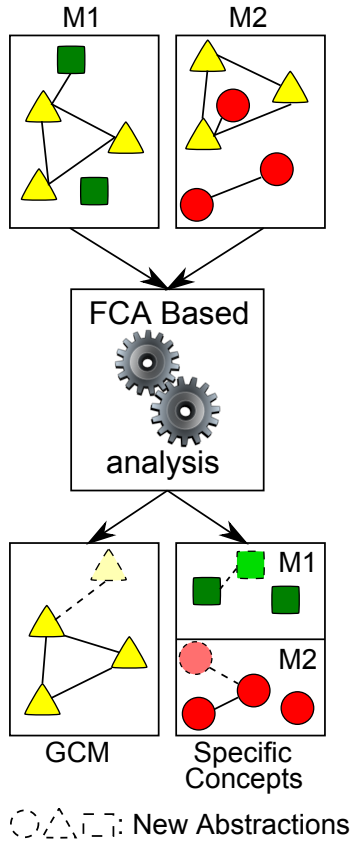 M1
M2
FCA Based
analysis
M1
M2
GCM
Specific
Concepts
: New Abstractions